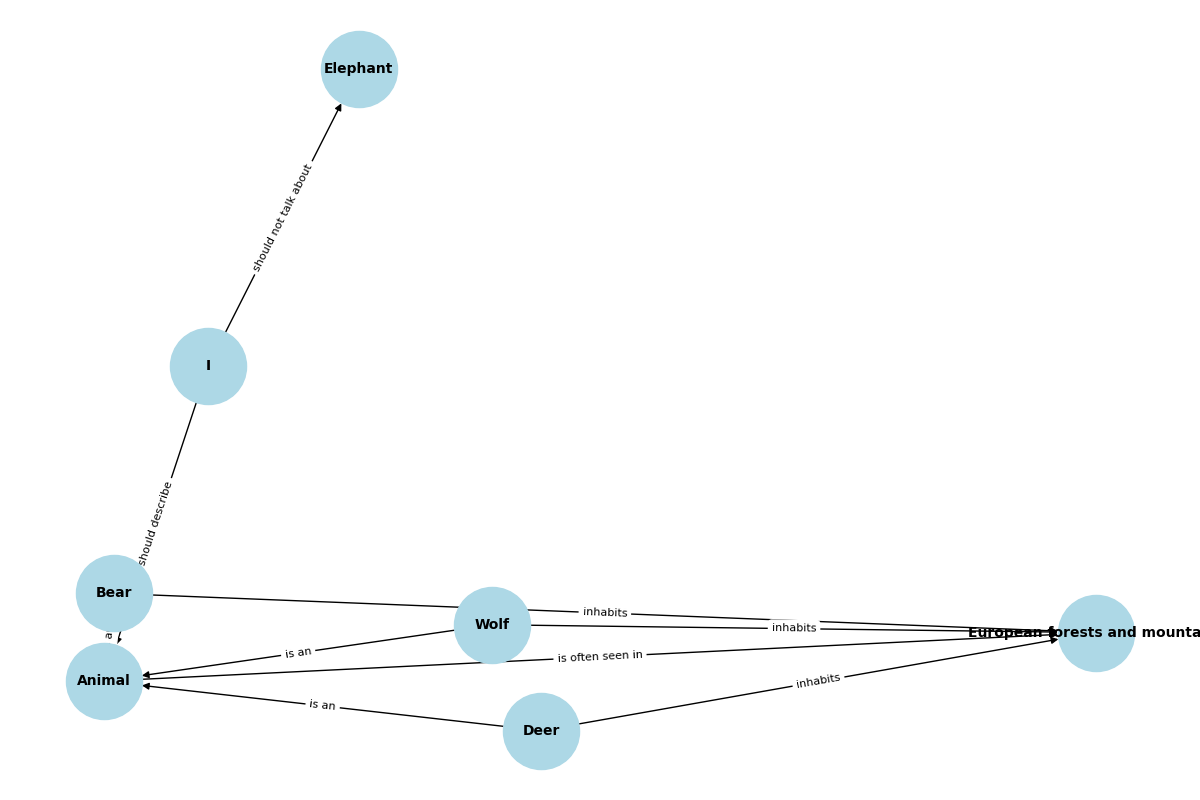 Elephant
should not talk about
I
should describe
Bear
inhabits
Wolf
inhabits
European forests and mounta
a
is an
is often seen in
Animal
inhabits
is an
Deer